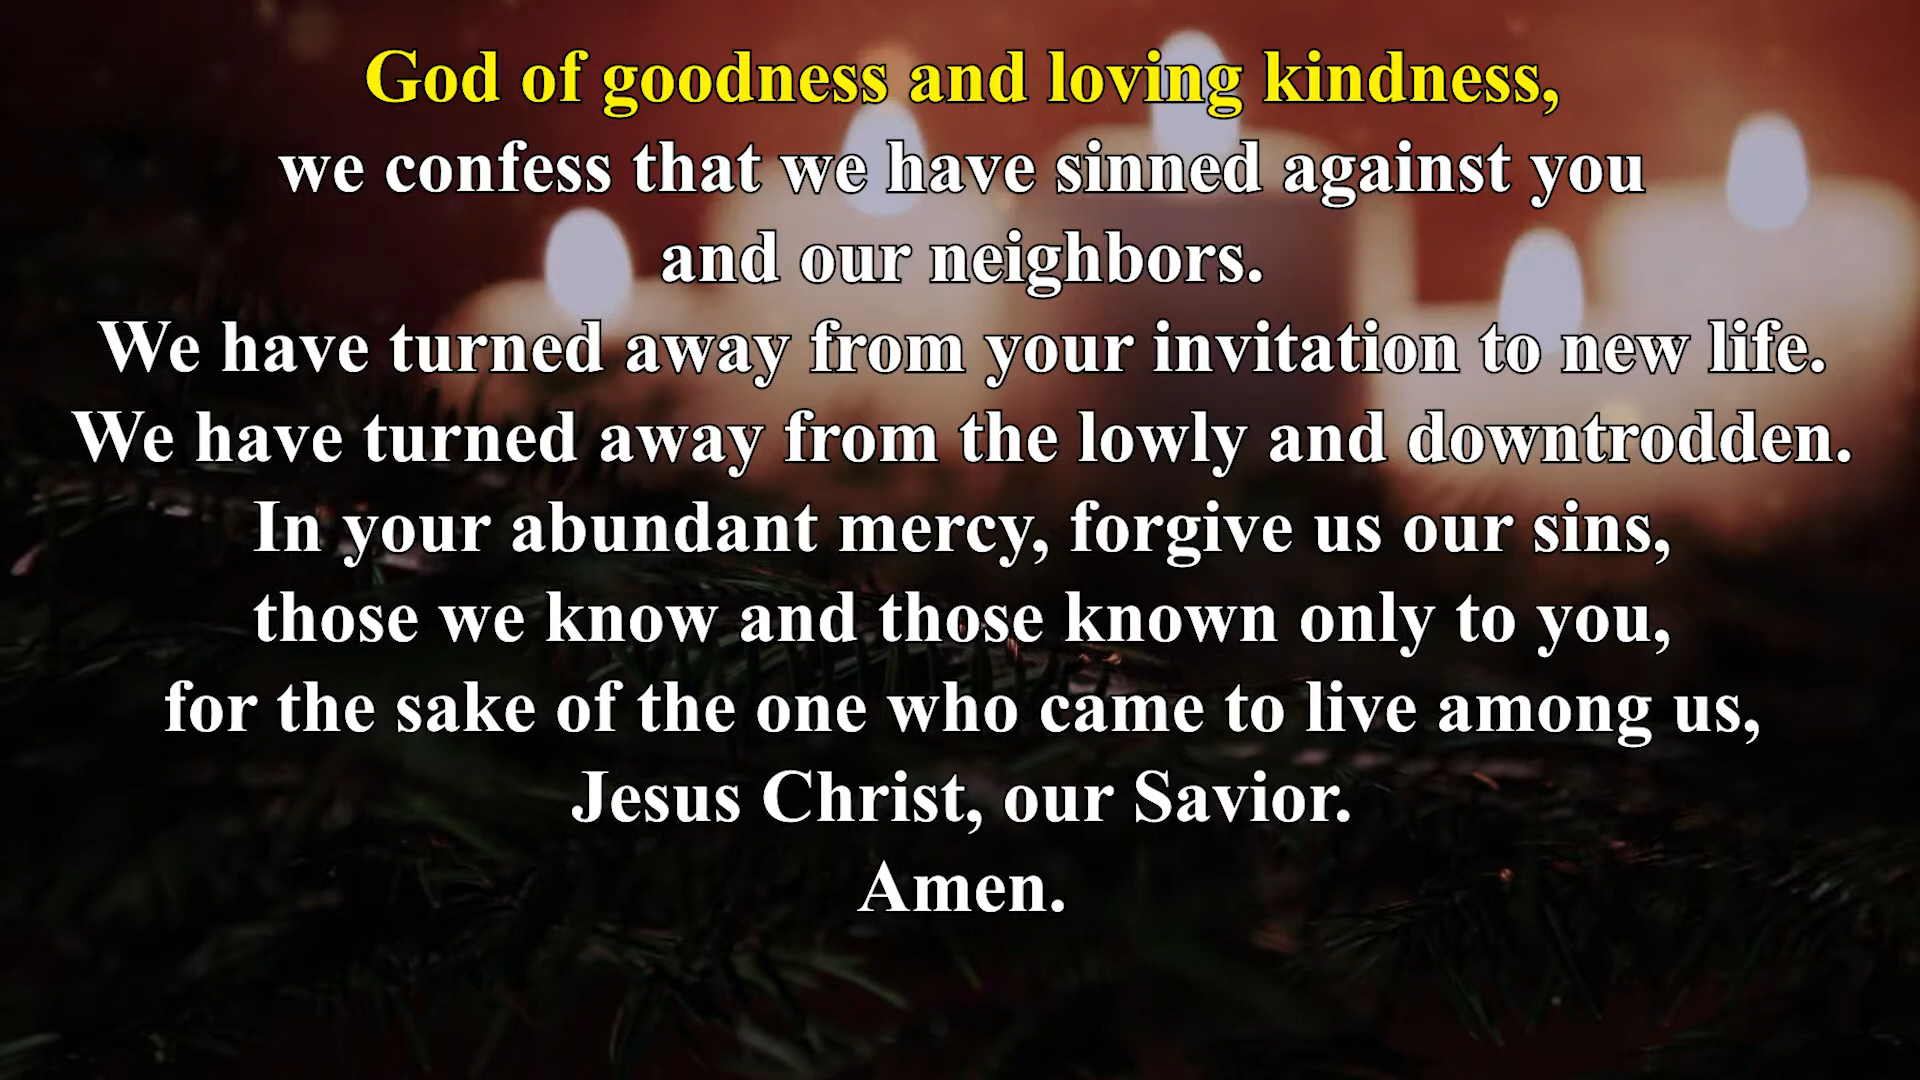 God of goodness and loving kindness,
we confess that we have sinned against you
and our neighbors.
We have turned away from your invitation to new life.
We have turned away from the lowly and downtrodden.
In your abundant mercy, forgive us our sins,
those we know and those known only to you,
for the sake of the one who came to live among us,
Jesus Christ, our Savior.
Amen.